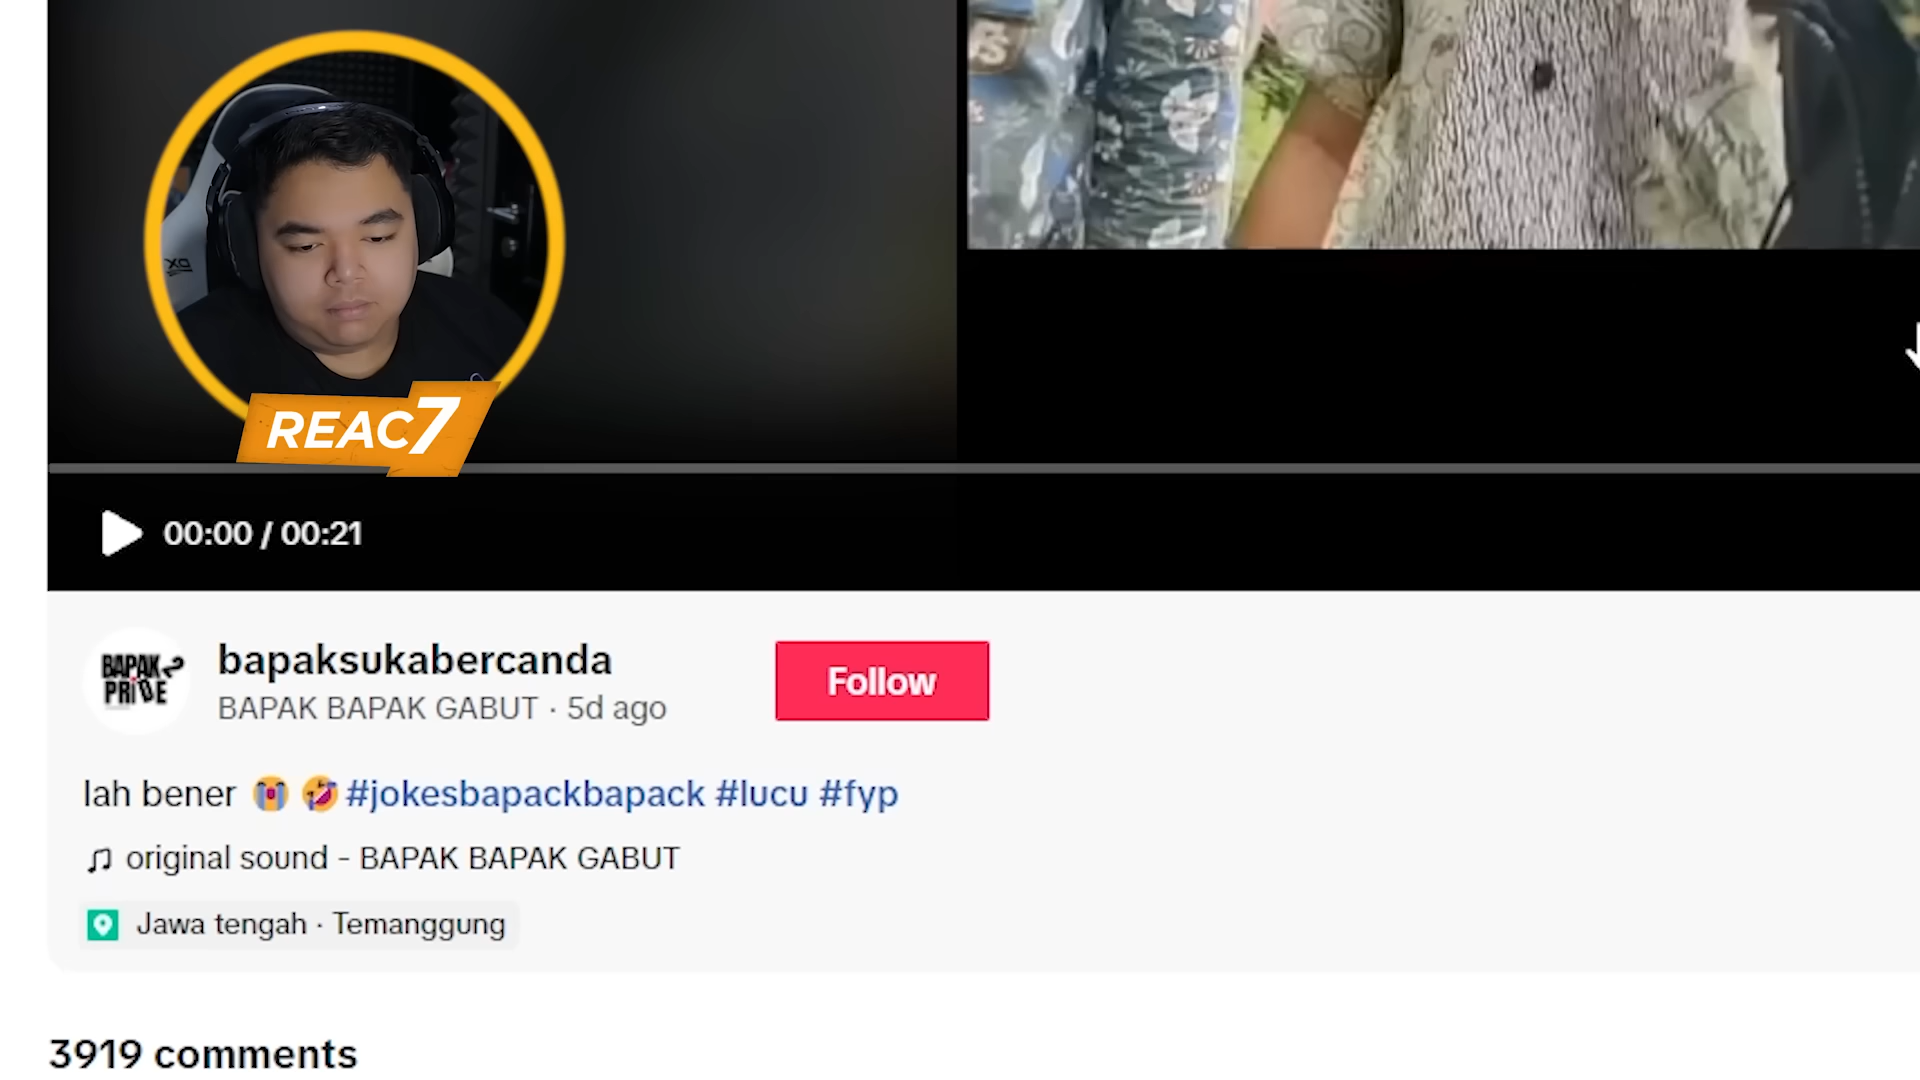 REAC7
00:00 / 00:21
BAPAK2
PRIDE
bapaksukabercanda
BAPAK BAPAK GABUT · 5d ago
Follow
lah bener 😭 🤣 #jokesbapackbapack #lucu #fyp
original sound - BAPAK BAPAK GABUT
Jawa tengah · Temanggung
3919 comments